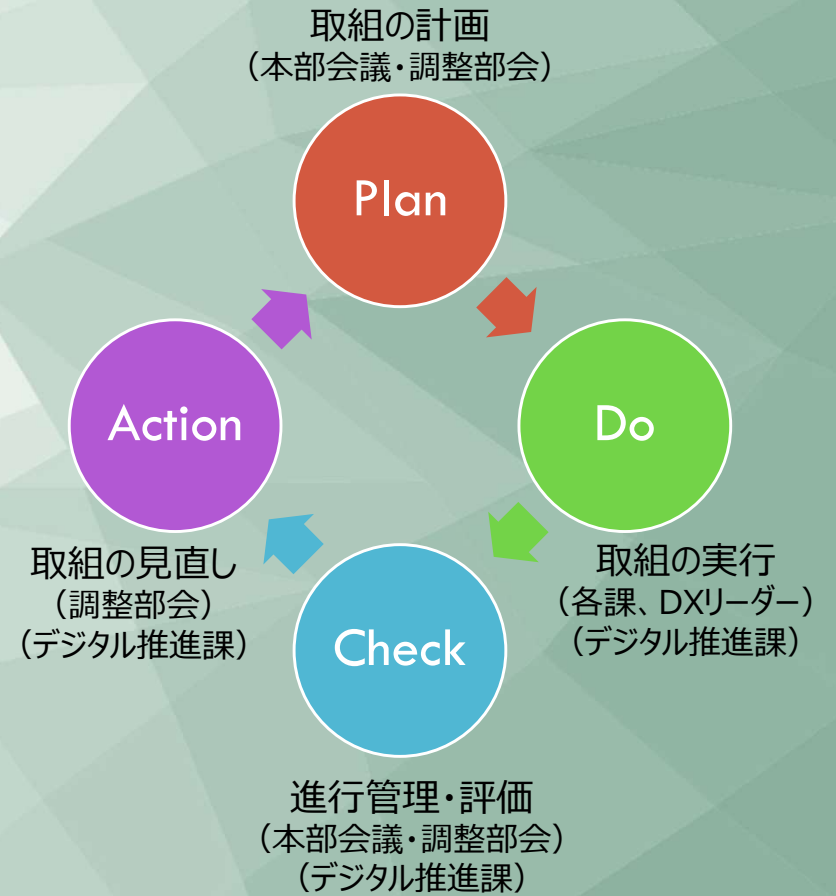 取組の計画
（本部会議・調整部会）
Plan
Do
取組の実行
（各課、DXリーダー）
（デジタル推進課）
Check
進行管理・評価
（本部会議・調整部会）
（デジタル推進課）
Action
取組の見直し
（調整部会）
（デジタル推進課）